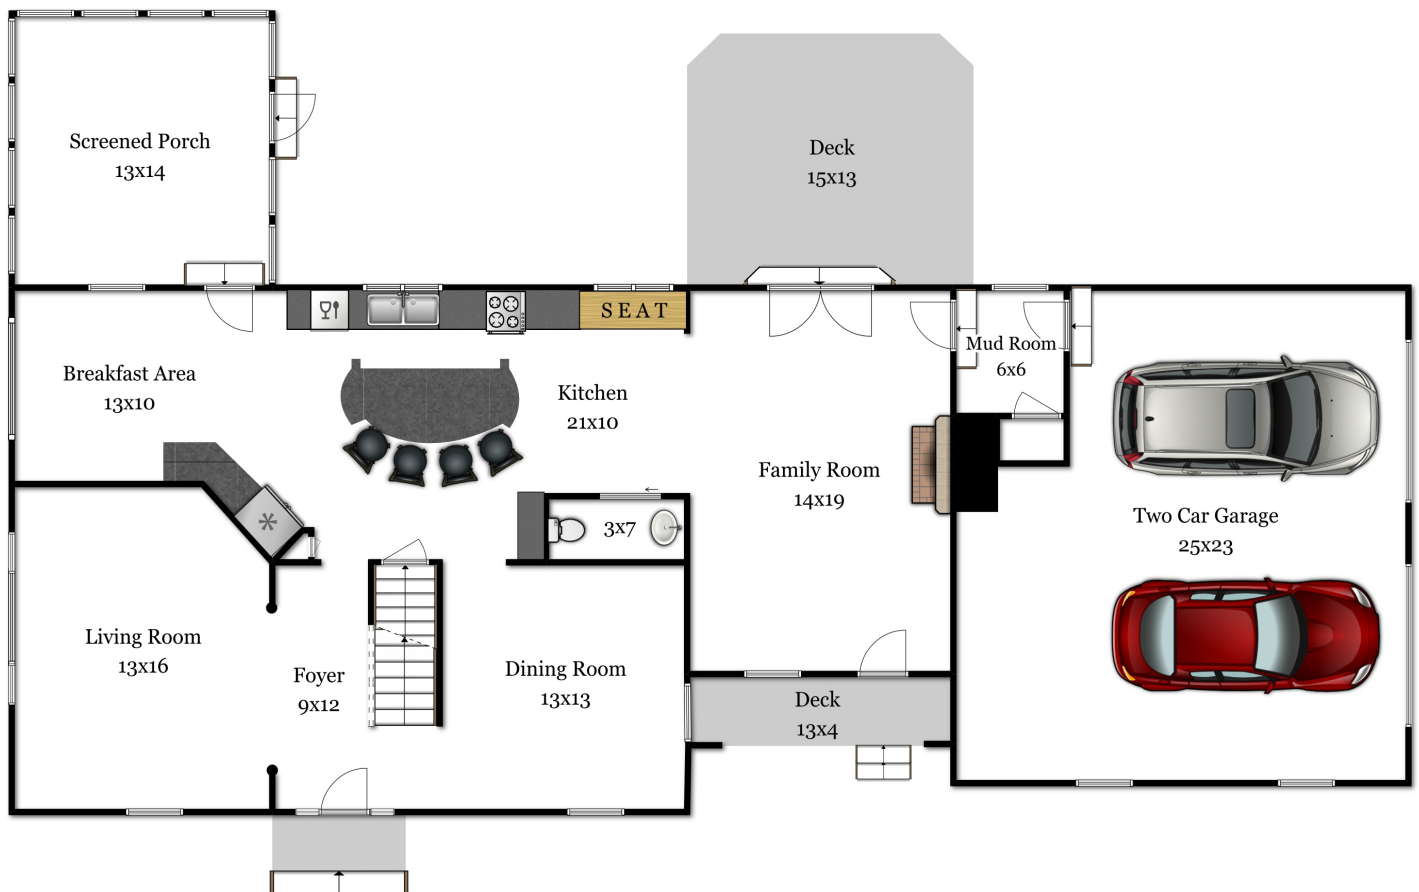 Screened Porch
13x14
Deck
15x13
SEAT
Mud Room
6x6
Breakfast Area
13x10
Kitchen
21x10
Family Room
14x19
Two Car Garage
25x23
3x7
Living Room
13x16
Foyer
9x12
Dining Room
13x13
Deck
13x4